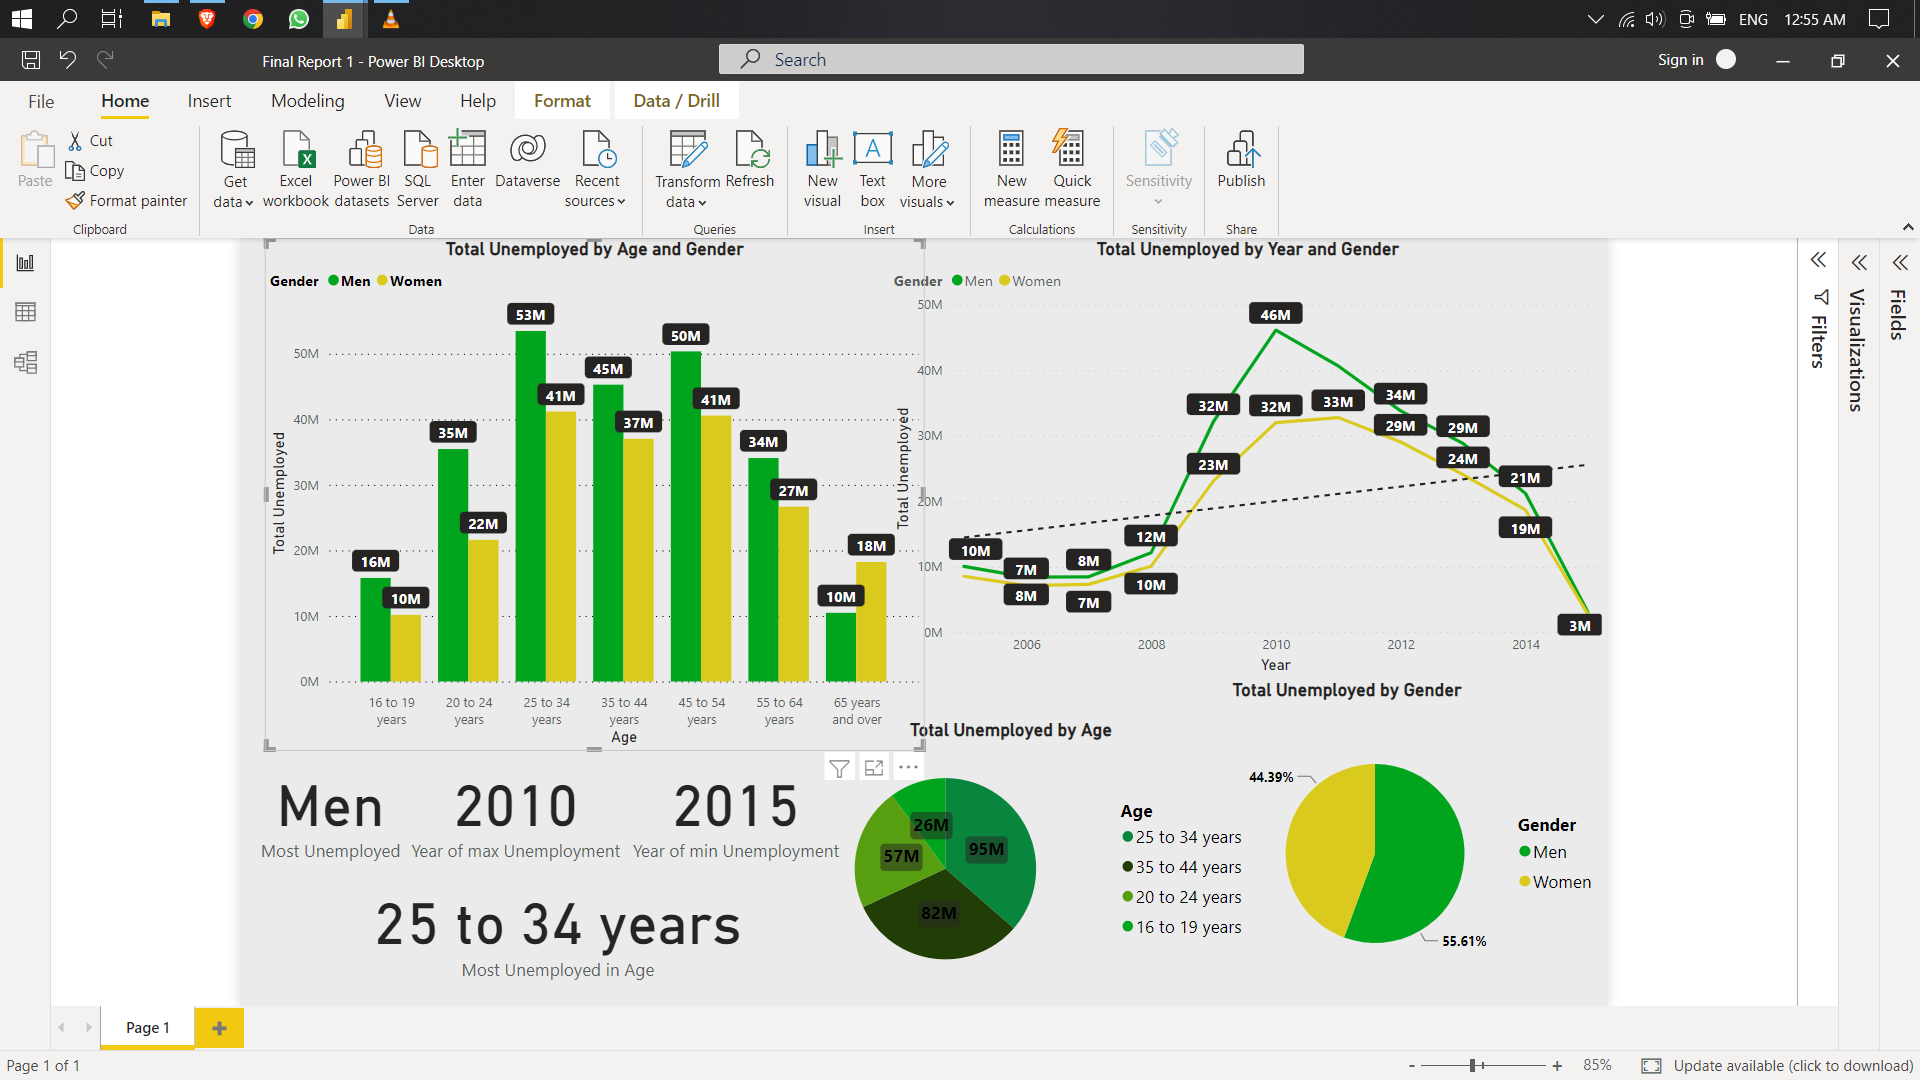 ENG 12:55 AM
Final Report 1 - Power BI Desktop
Search
Sign in
File Home Insert Modeling View Help Format Data / Drill
Paste
Cut
Copy
Format painter
Clipboard
Get data
Excel workbook
Power BI datasets
SQL Server
Enter data
Dataverse
Recent sources
Data
Transform data
Refresh
Queries
New visual
Text box
More visuals
Insert
New measure
Quick measure
Calculations
Sensitivity
Sensitivity
Publish
Share
Total Unemployed by Age and Gender
Gender Men Women
Total Unemployed
50M
40M
30M
20M
10M
0M
16M
10M
35M
22M
53M
41M
45M
37M
50M
41M
34M
27M
10M
18M
16 to 19 years
20 to 24 years
25 to 34 years
35 to 44 years
45 to 54 years
55 to 64 years
65 years and over
Age
Total Unemployed by Year and Gender
Gender Men Women
Total Unemployed
50M
40M
30M
20M
10M
0M
10M
7M
8M
8M
7M
12M
10M
32M
23M
46M
32M
33M
34M
29M
29M
24M
21M
19M
3M
2006 2008 2010 2012 2014
Year
Filters
Visualizations
Fields
Men
Most Unemployed
2010
Year of max Unemployment
2015
Year of min Unemployment
25 to 34 years
Most Unemployed in Age
Total Unemployed by Age
26M
95M
57M
82M
Age
25 to 34 years
35 to 44 years
20 to 24 years
16 to 19 years
Total Unemployed by Gender
44.39%
55.61%
Gender
Men
Women
Page 1
Page 1 of 1
- + 85%
Update available (click to download)